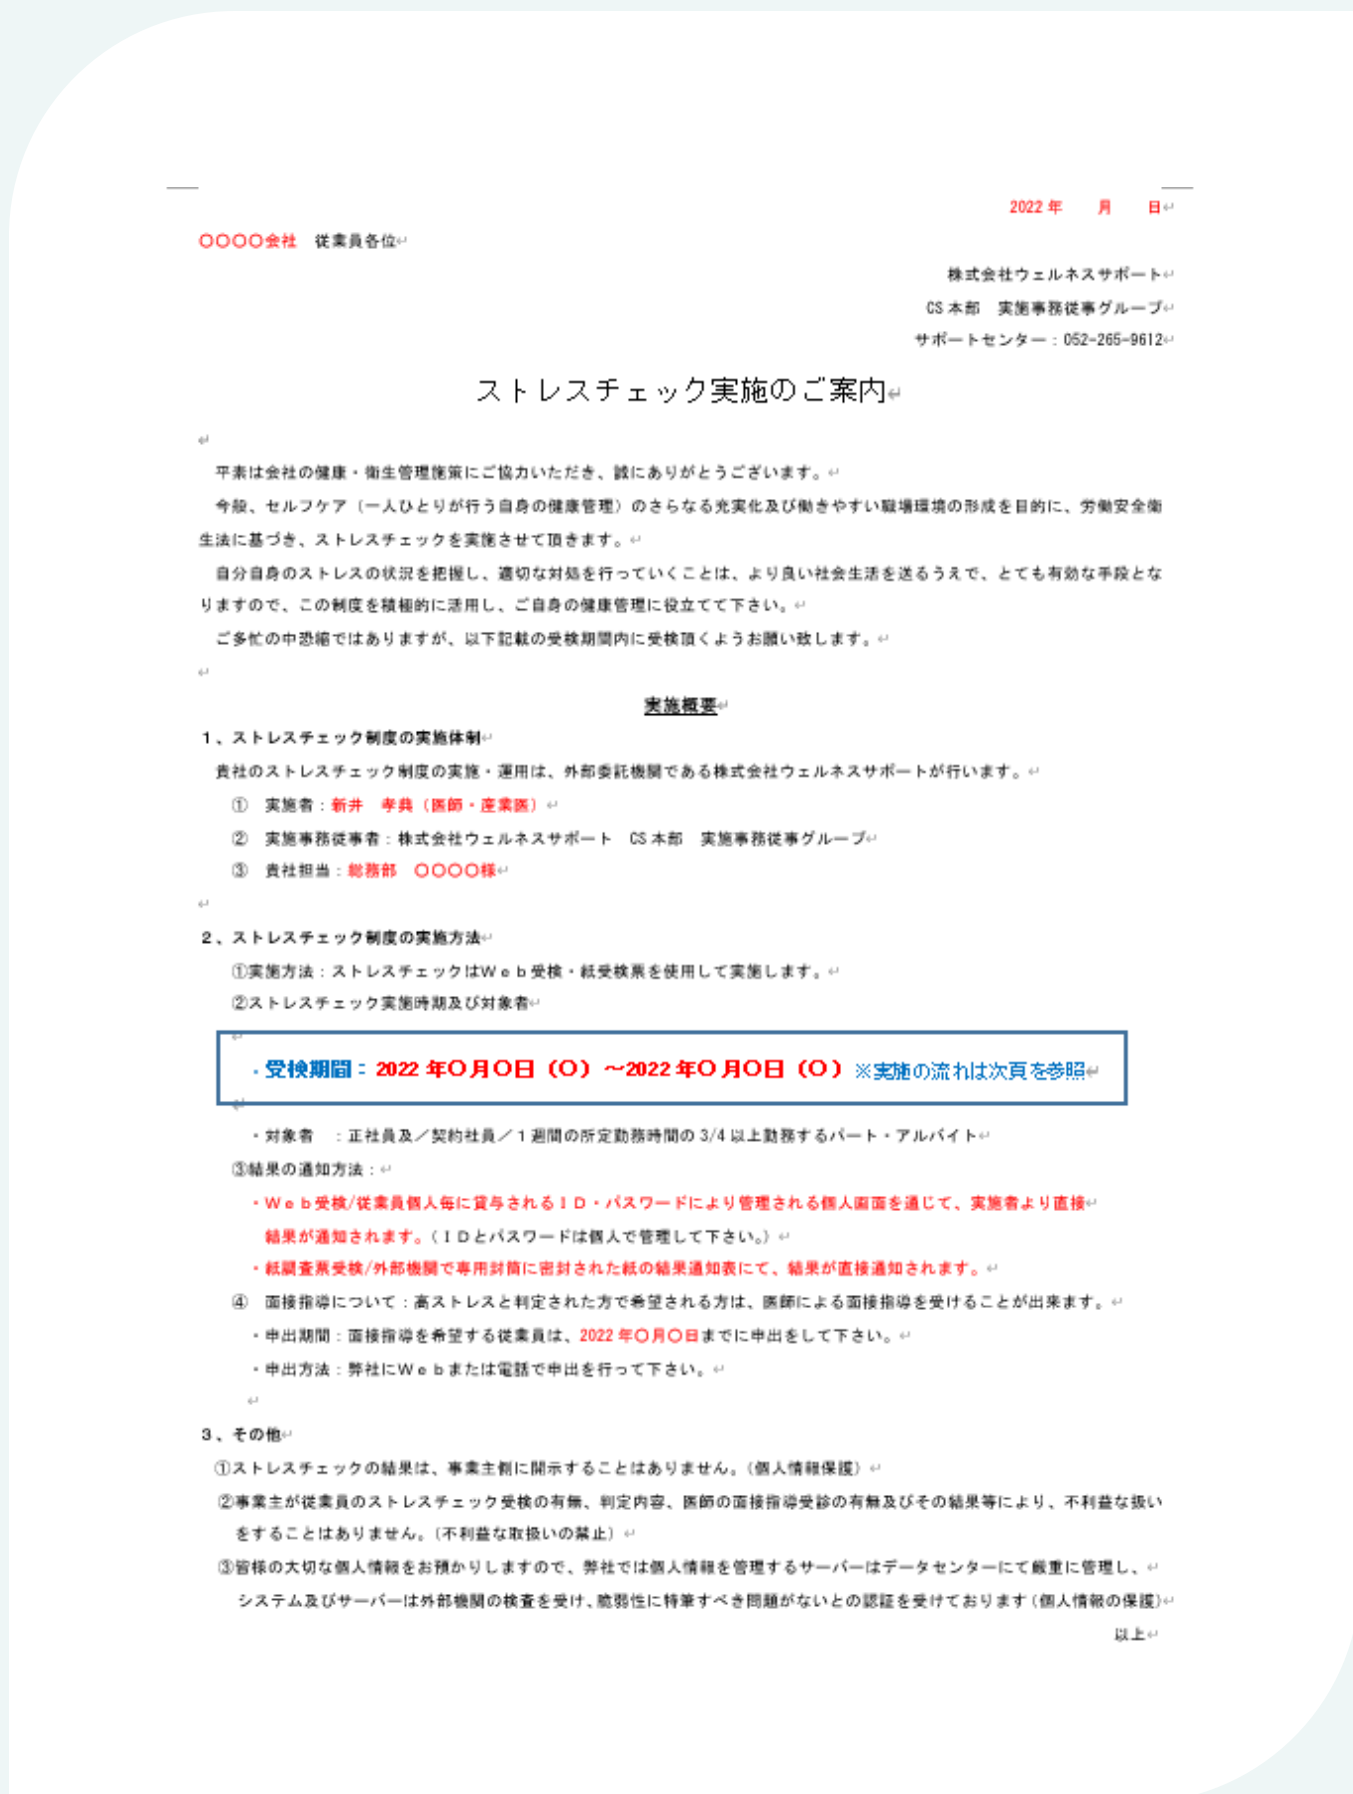 2022 年　　月　　日
〇〇〇〇会社　従業員各位
株式会社ウェルネスサポート
CS 本部　実施事務従事グループ
サポートセンター：052-265-9612
ストレスチェック実施のご案内
平素は会社の健康・衛生管理施策にご協力いただき、誠にありがとうございます。
今般、セルフケア（一人ひとりが行う自身の健康管理）のさらなる充実化及び働きやすい職場環境の形成を目的に、労働安全衛
生法に基づき、ストレスチェックを実施させて頂きます。
自分自身のストレスの状況を把握し、適切な対処を行っていくことは、より良い社会生活を送るうえで、とても有効な手段とな
りますので、この制度を積極的に活用し、ご自身の健康管理に役立てて下さい。
ご多忙の中恐縮ではありますが、以下記載の受検期間内に受検頂くようお願い致します。
実施概要
1、ストレスチェック制度の実施体制
貴社のストレスチェック制度の実施・運用は、外部委託機関である株式会社ウェルネスサポートが行います。
①　実施者：新井　孝典（医師・産業医）
②　実施事務従事者：株式会社ウェルネスサポート　CS 本部　実施事務従事グループ
③　貴社担当：総務部　〇〇〇〇様
2、ストレスチェック制度の実施方法
①実施方法：ストレスチェックはＷｅｂ受検・紙受検票を使用して実施します。
②ストレスチェック実施時期及び対象者
・受検期間：2022 年〇月〇日（〇）～2022 年〇月〇日（〇）※実施の流れは次頁を参照
・対象者　：正社員及／契約社員／１週間の所定勤務時間の 3/4 以上勤務するパート・アルバイト
③結果の通知方法：
・Ｗｅｂ受検/従業員個人毎に貸与されるＩＤ・パスワードにより管理される個人画面を通じて、実施者より直接
結果が通知されます。（ＩＤとパスワードは個人で管理して下さい。）
・紙調査票受検/外部機関で専用封筒に密封された紙の結果通知表にて、結果が直接通知されます。
④　面接指導について：高ストレスと判定された方で希望される方は、医師による面接指導を受けることが出来ます。
・申出期間：面接指導を希望する従業員は、2022 年〇月〇日までに申出をして下さい。
・申出方法：弊社にＷｅｂまたは電話で申出を行って下さい。
3、その他
①ストレスチェックの結果は、事業主側に開示することはありません。（個人情報保護）
②事業主が従業員のストレスチェック受検の有無、判定内容、医師の面接指導受診の有無及びその結果等により、不利益な扱い
をすることはありません。（不利益な取扱いの禁止）
③皆様の大切な個人情報をお預かりしますので、弊社では個人情報を管理するサーバーはデータセンターにて厳重に管理し、
システム及びサーバーは外部機関の検査を受け、脆弱性に特筆すべき問題がないとの認証を受けております（個人情報の保護）
以上